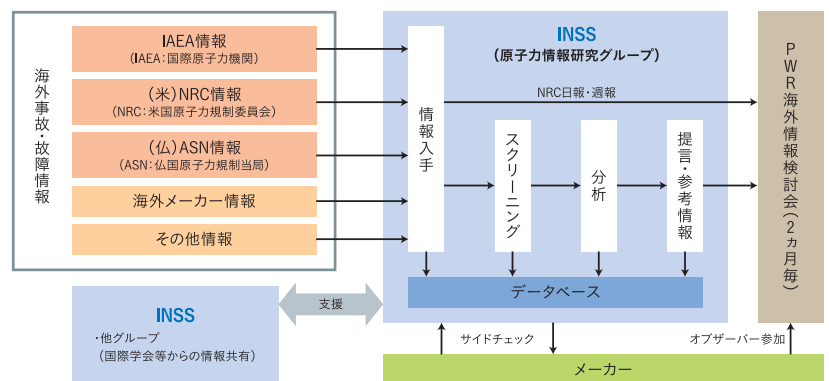 海外事故・故障情報
IAEA情報
（IAEA：国際原子力機関）
（米）NRC情報
（NRC：米国原子力規制委員会）
（仏）ASN情報
（ASN：仏国原子力規制当局）
海外メーカー情報
その他情報
INSS
（原子力情報研究グループ）
情報入手
NRC日報・週報
スクリーニング
分析
提言・参考情報
データベース
PWR海外情報検討会（2ヵ月毎）
INSS
・他グループ
（国際学会等からの情報共有）
支援
サイドチェック
オブザーバー参加
メーカー